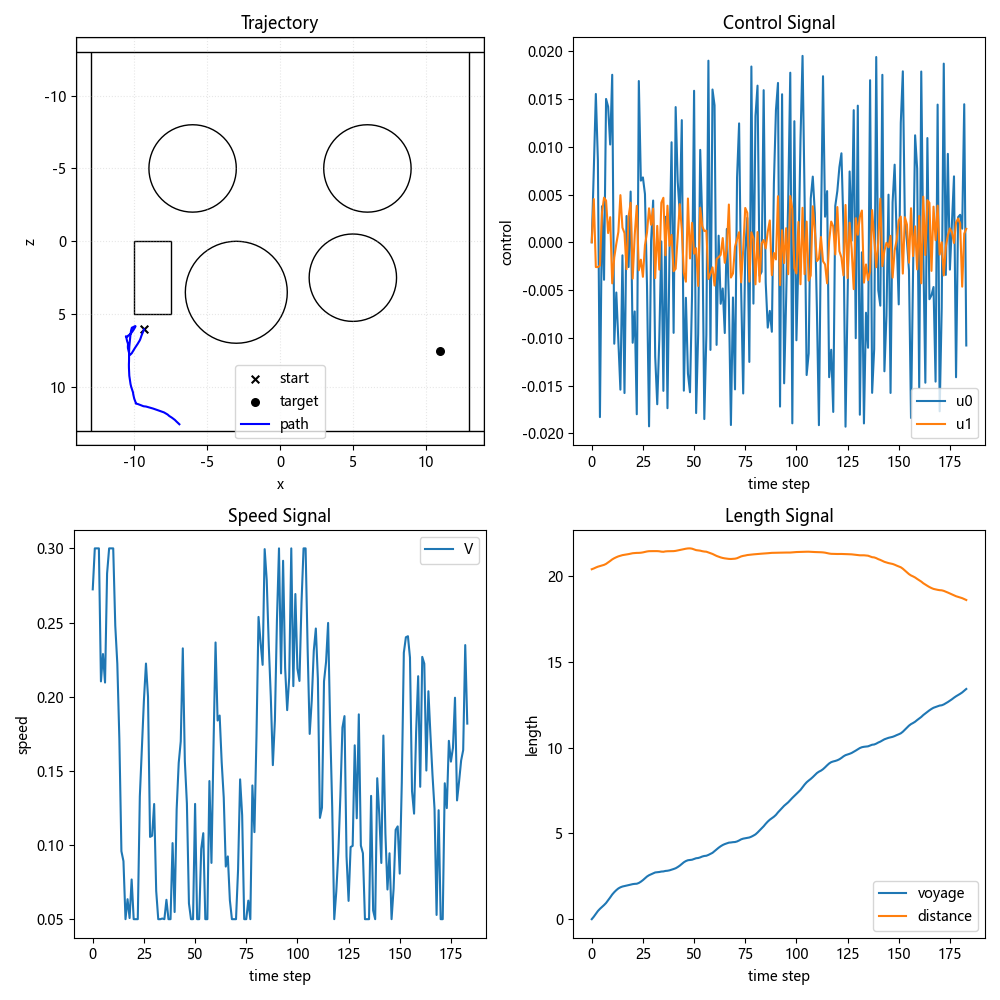 Trajectory
-10
-5
0
5
10
z
-10 -5 0 5 10
x
start
target
path
Control Signal
0.020
0.015
0.010
0.005
0.000
-0.005
-0.010
-0.015
-0.020
control
0 25 50 75 100 125 150 175
time step
u0
u1
Speed Signal
0.30
0.25
0.20
0.15
0.10
0.05
speed
0 25 50 75 100 125 150 175
time step
V
Length Signal
20
15
10
5
0
length
0 25 50 75 100 125 150 175
time step
voyage
distance